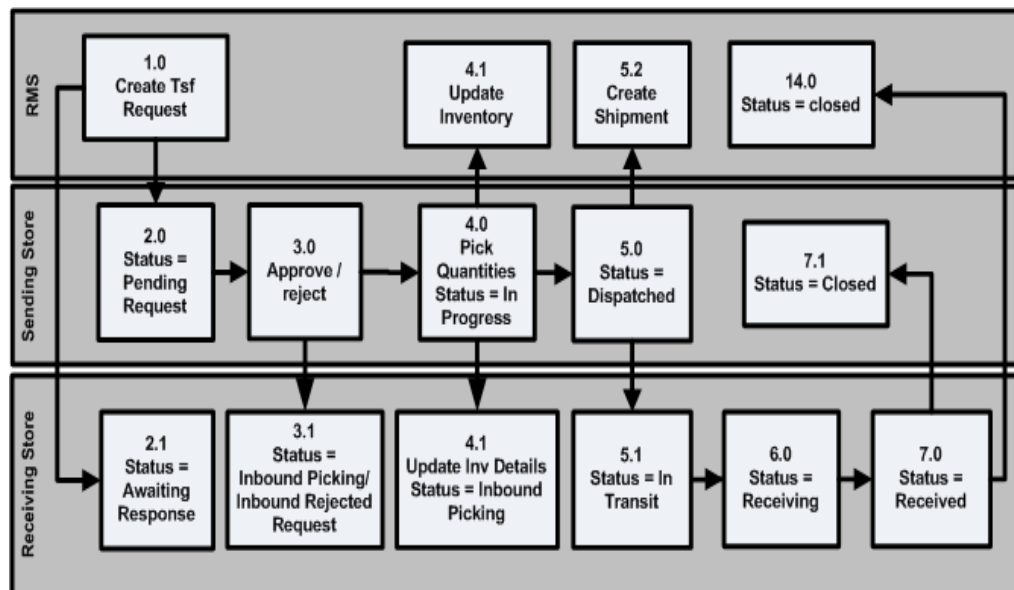 RMS
1.0
Create Tsf
Request
4.1
Update
Inventory
5.2
Create
Shipment
14.0
Status = closed
Sending Store
2.0
Status =
Pending
Request
3.0
Approve /
reject
4.0
Pick
Quantities
Status = In
Progress
5.0
Status =
Dispatched
7.1
Status = Closed
Receiving Store
2.1
Status =
Awaiting
Response
3.1
Status =
Inbound Picking/
Inbound Rejected
Request
4.1
Update Inv Details
Status = Inbound
Picking
5.1
Status = In
Transit
6.0
Status =
Receiving
7.0
Status =
Received